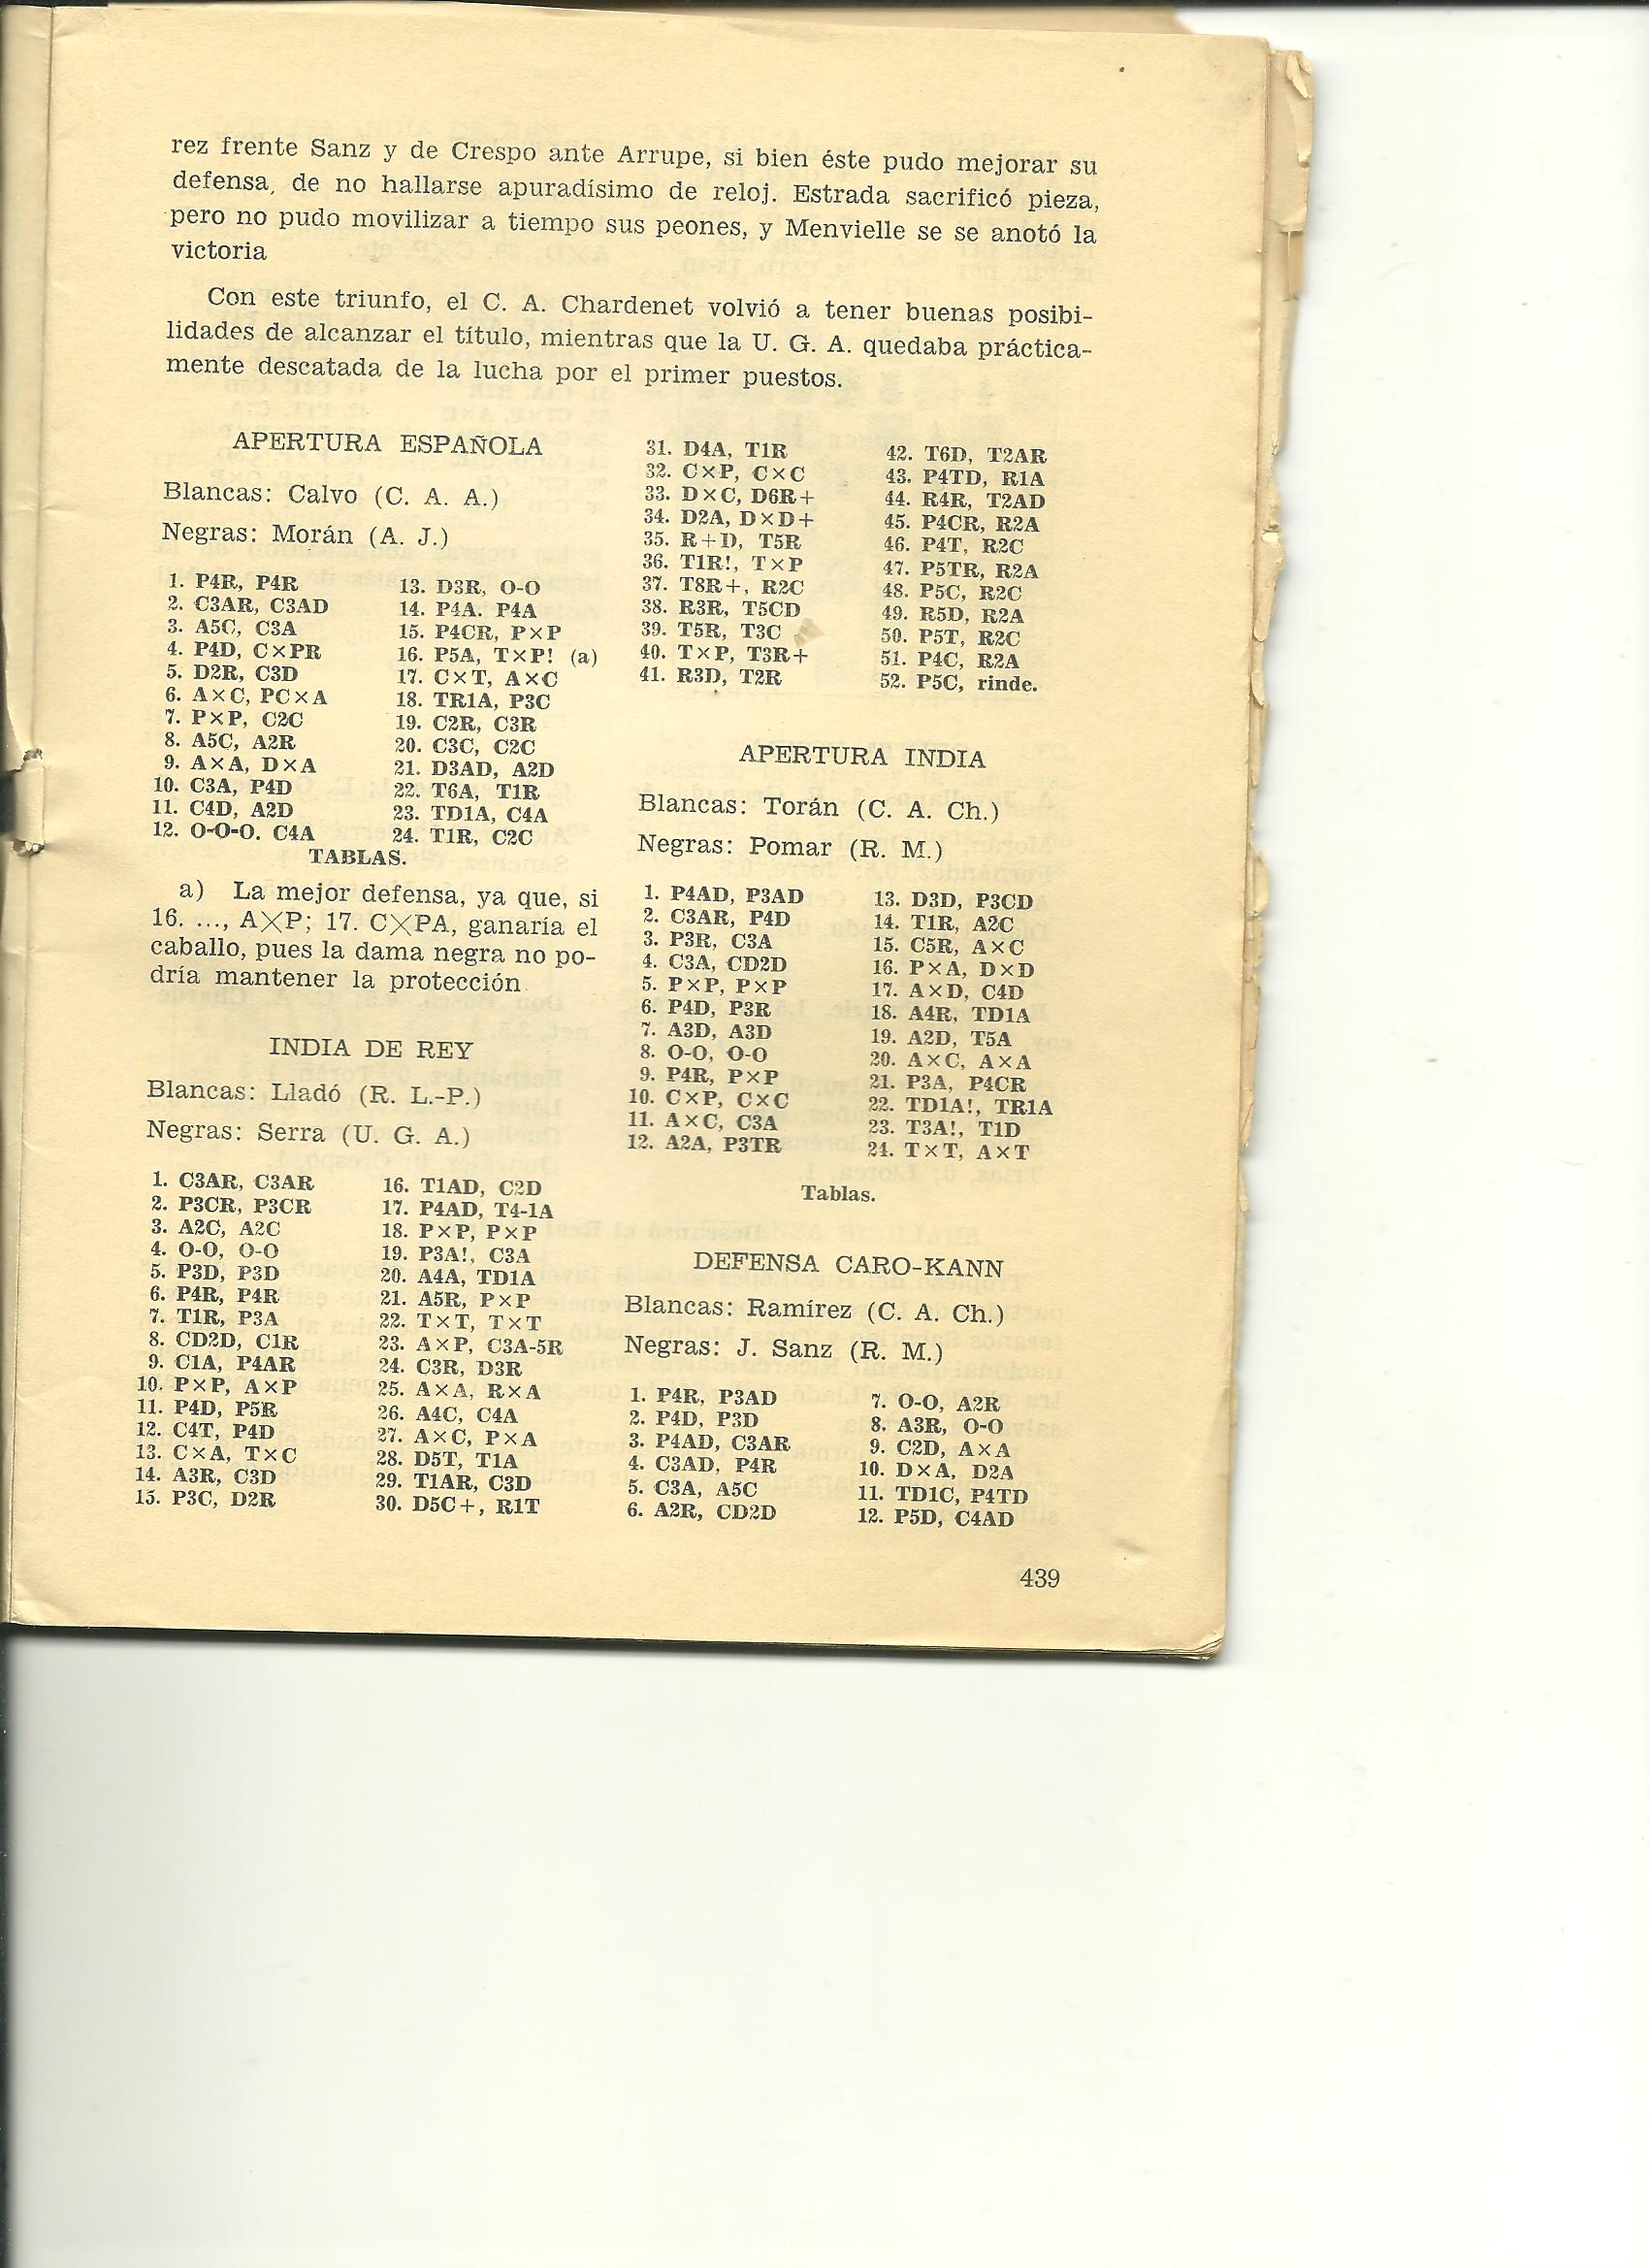 rez frente Sanz y de Crespo ante Arrupe, si bien éste pudo mejorar su
defensa, de no hallarse apuradísimo de reloj. Estrada sacrificó pieza,
pero no pudo movilizar a tiempo sus peones, y Menvielle se se anotó la
victoria
Con este triunfo, el C. A. Chardenet volvió a tener buenas posibi-
lidades de alcanzar el título, mientras que la U. G. A. quedaba práctica-
mente descatada de la lucha por el primer puestos.
APERTURA ESPAÑOLA
Blancas: Calvo (C. A. A.)
Negras: Morán (A. J.)
1. P4R, P4R
2. C3AR, C3AD
3. A5C, C3A
4. P4D, C×PR
5. D2R, C3D
6. A×C, PC×A
7. P×P, C2C
8. A5C, A2R
9. A×A, D×A
10. C3A, P4D
11. C4D, A2D
12. O-O-O. C4A
13. D3R, O-O
14. P4A. P4A
15. P4CR, P×P
16. P5A, T×P! (a)
17. C×T, A×C
18. TR1A, P3C
19. C2R, C3R
20. C3C, C2C
21. D3AD, A2D
22. T6A, T1R
23. TD1A, C4A
24. T1R, C2C
TABLAS.
a) La mejor defensa, ya que, si
16. ..., A×P; 17. C×PA, ganaría el
caballo, pues la dama negra no po-
dría mantener la protección.
INDIA DE REY
Blancas: Lladó (R. L.-P.)
Negras: Serra (U. G. A.)
1. C3AR, C3AR
2. P3CR, P3CR
3. A2C, A2C
4. O-O, O-O
5. P3D, P3D
6. P4R, P4R
7. T1R, P3A
8. CD2D, C1R
9. C1A, P4AR
10. P×P, A×P
11. P4D, P5R
12. C4T, P4D
13. C×A, T×C
14. A3R, C3D
15. P3C, D2R
16. T1AD, C2D
17. P4AD, T4-1A
18. P×P, P×P
19. P3A!, C3A
20. A4A, TD1A
21. A5R, P×P
22. T×T, T×T
23. A×P, C3A-5R
24. C3R, D3R
25. A×A, R×A
26. A4C, C4A
27. A×C, P×A
28. D5T, T1A
29. T1AR, C3D
30. D5C+, R1T
31. D4A, T1R
32. C×P, C×C
33. D×C, D6R+
34. D2A, D×D+
35. R+D, T5R
36. T1R!, T×P
37. T8R+, R2C
38. R3R, T5CD
39. T5R, T3C
40. T×P, T3R+
41. R3D, T2R
42. T6D, T2AR
43. P4TD, R1A
44. R4R, T2AD
45. P4CR, R2A
46. P4T, R2C
47. P5TR, R2A
48. P5C, R2C
49. R5D, R2A
50. P5T, R2C
51. P4C, R2A
52. P5C, rinde.
APERTURA INDIA
Blancas: Torán (C. A. Ch.)
Negras: Pomar (R. M.)
1. P4AD, P3AD
2. C3AR, P4D
3. P3R, C3A
4. C3A, CD2D
5. P×P, P×P
6. P4D, P3R
7. A3D, A3D
8. O-O, O-O
9. P4R, P×P
10. C×P, C×C
11. A×C, C3A
12. A2A, P3TR
13. D3D, P3CD
14. T1R, A2C
15. C5R, A×C
16. P×A, D×D
17. A×D, C4D
18. A4R, TD1A
19. A2D, T5A
20. A×C, A×A
21. P3A, P4CR
22. TD1A!, TR1A
23. T3A!, T1D
24. T×T, A×T
Tablas.
DEFENSA CARO-KANN
Blancas: Ramírez (C. A. Ch.)
Negras: J. Sanz (R. M.)
1. P4R, P3AD
2. P4D, P3D
3. P4AD, C3AR
4. C3AD, P4R
5. C3A, A5C
6. A2R, CD2D
7. O-O, A2R
8. A3R, O-O
9. C2D, A×A
10. D×A, D2A
11. TD1C, P4TD
12. P5D, C4AD
439